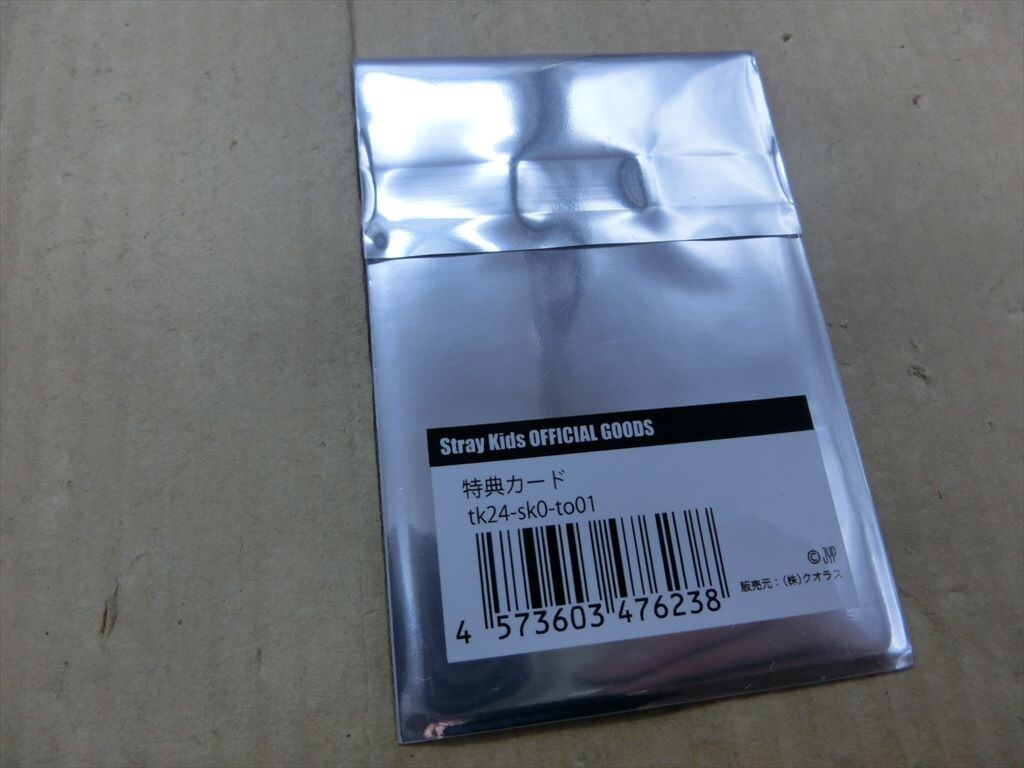 Stray Kids OFFICIAL GOODS
特典カード
tk24-sk0-to01
©JYP
販売元：(株)クオラス
4 573603 476238